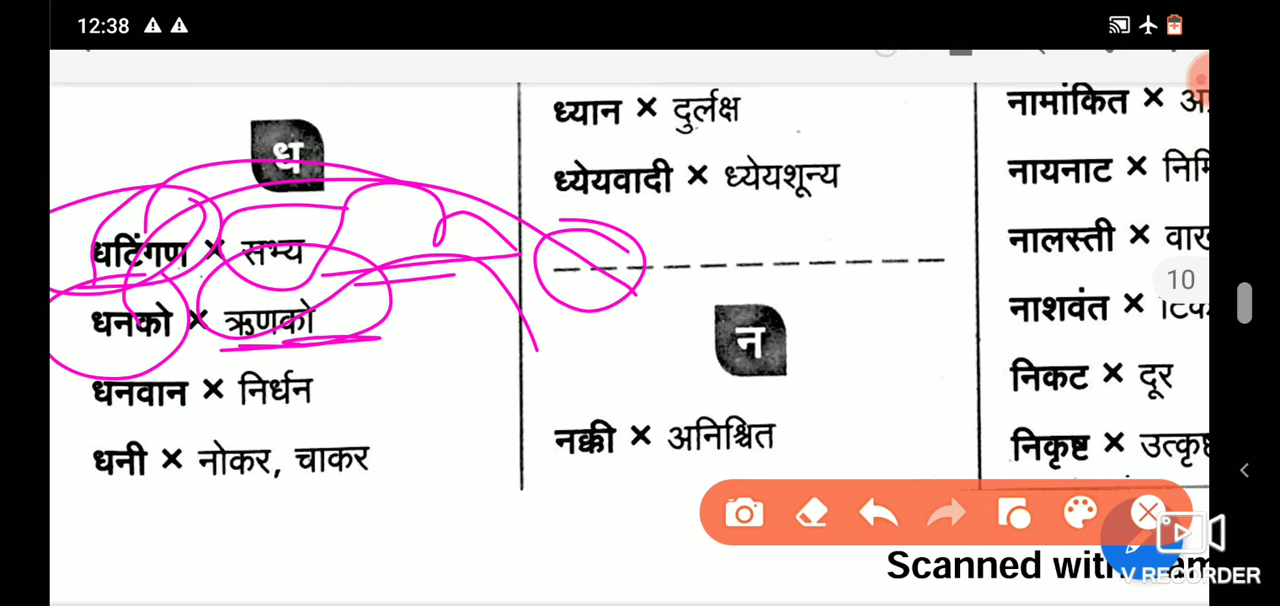 12:38
ध
धटिंगण × सभ्य
धनको × ऋणको
धनवान × निर्धन
धनी × नोकर, चाकर
ध्यान × दुर्लक्ष
ध्येयवादी × ध्येयशून्य
न
नक्की × अनिश्चित
नामांकित ×
नायनाट ×
नालस्ती ×
नाशवंत ×
निकट × दूर
निकृष्ट × उत्कृष्ट
10
Scanned with
V RECORDER